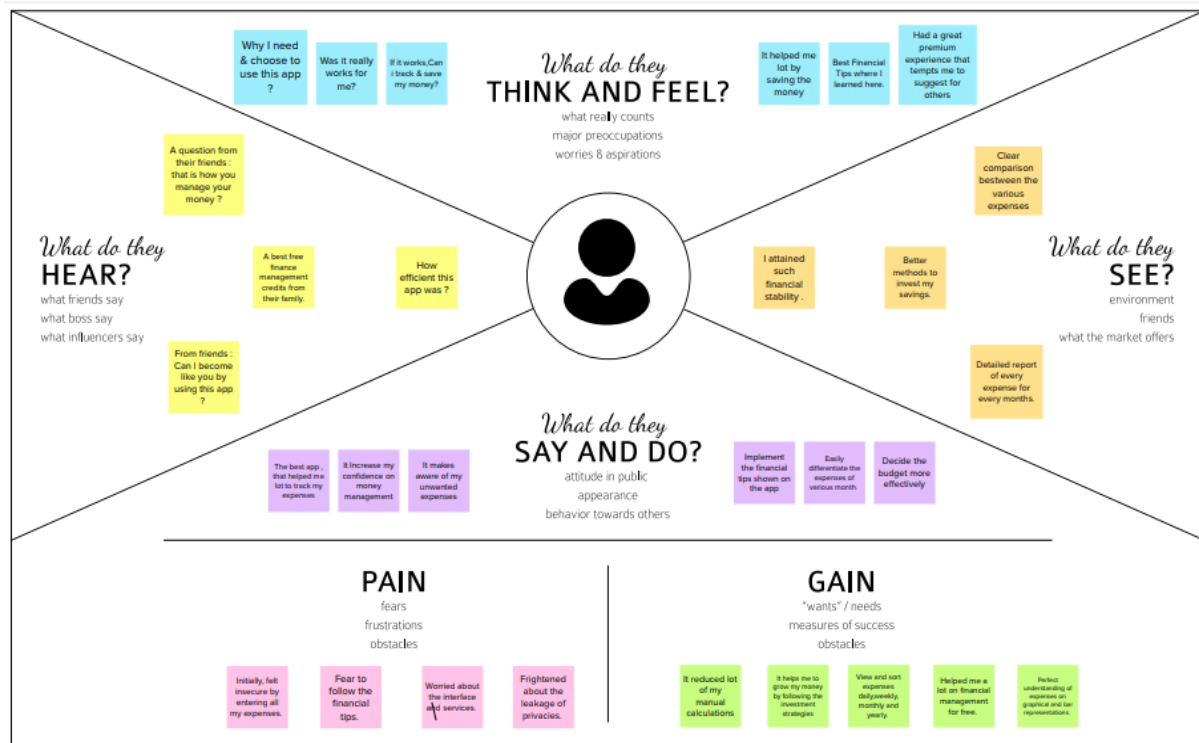 Why I need
& choose to
use this app
?
Was it really
works for
me?
If it works,Can
i track & save
my money?
What do they
THINK AND FEEL?
what really counts
major preoccupations
worries & aspirations
It helped me
lot by
saving the
money
Best Financial
Tips where I
learned here.
Had a great
premium
experience that
tempts me to
suggest for
others
A question from
their friends :
that is how you
manage your
money ?
What do they
HEAR?
what friends say
what boss say
what influencers say
A best free
finance
management
credits from
their family.
How
efficient this
app was ?
From friends :
Can I become
like you by
using this app
?
Clear
comparison
bestween the
various
expenses
I attained
such
financial
stability .
Better
methods to
invest my
savings.
What do they
SEE?
environment
friends
what the market offers
Detailed report
of every
expense for
every months.
What do they
SAY AND DO?
attitude in public
appearance
behavior towards others
The best app ,
that helped me
lot to track my
expenses
It Increase my
confidence on
money
management
It makes
aware of my
unwanted
expenses
Implement
the financial
tips shown on
the app
Easily
differentiate the
expenses of
various month.
Decide the
budget more
effectively
PAIN
fears
frustrations
obstacles
Initially, felt
insecure by
entering all
my expenses.
Fear to
follow the
financial
tips.
Worried about
the interface
and services.
Frightened
about the
leakage of
privacies.
GAIN
"wants" / needs
measures of success
obstacles
It reduced lot
of my
manual
calculations
It helps me to
grow my money
by following the
investment
strategies
View and sort
expenses
daily,weekly,
monthly and
yearly.
Helped me a
lot on financial
management
for free.
Perfect
understanding of
expenses on
graphical and bar
representations.